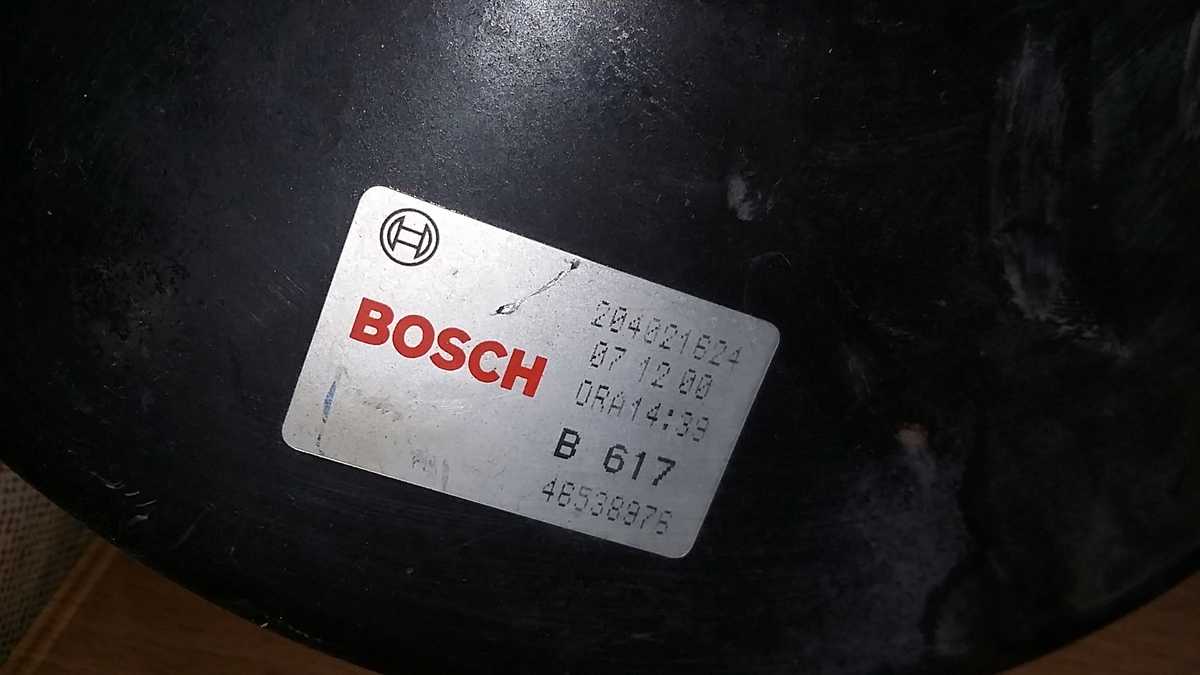 BOSCH
204021624
07 12 00
ORA14:39
B 617
46538976